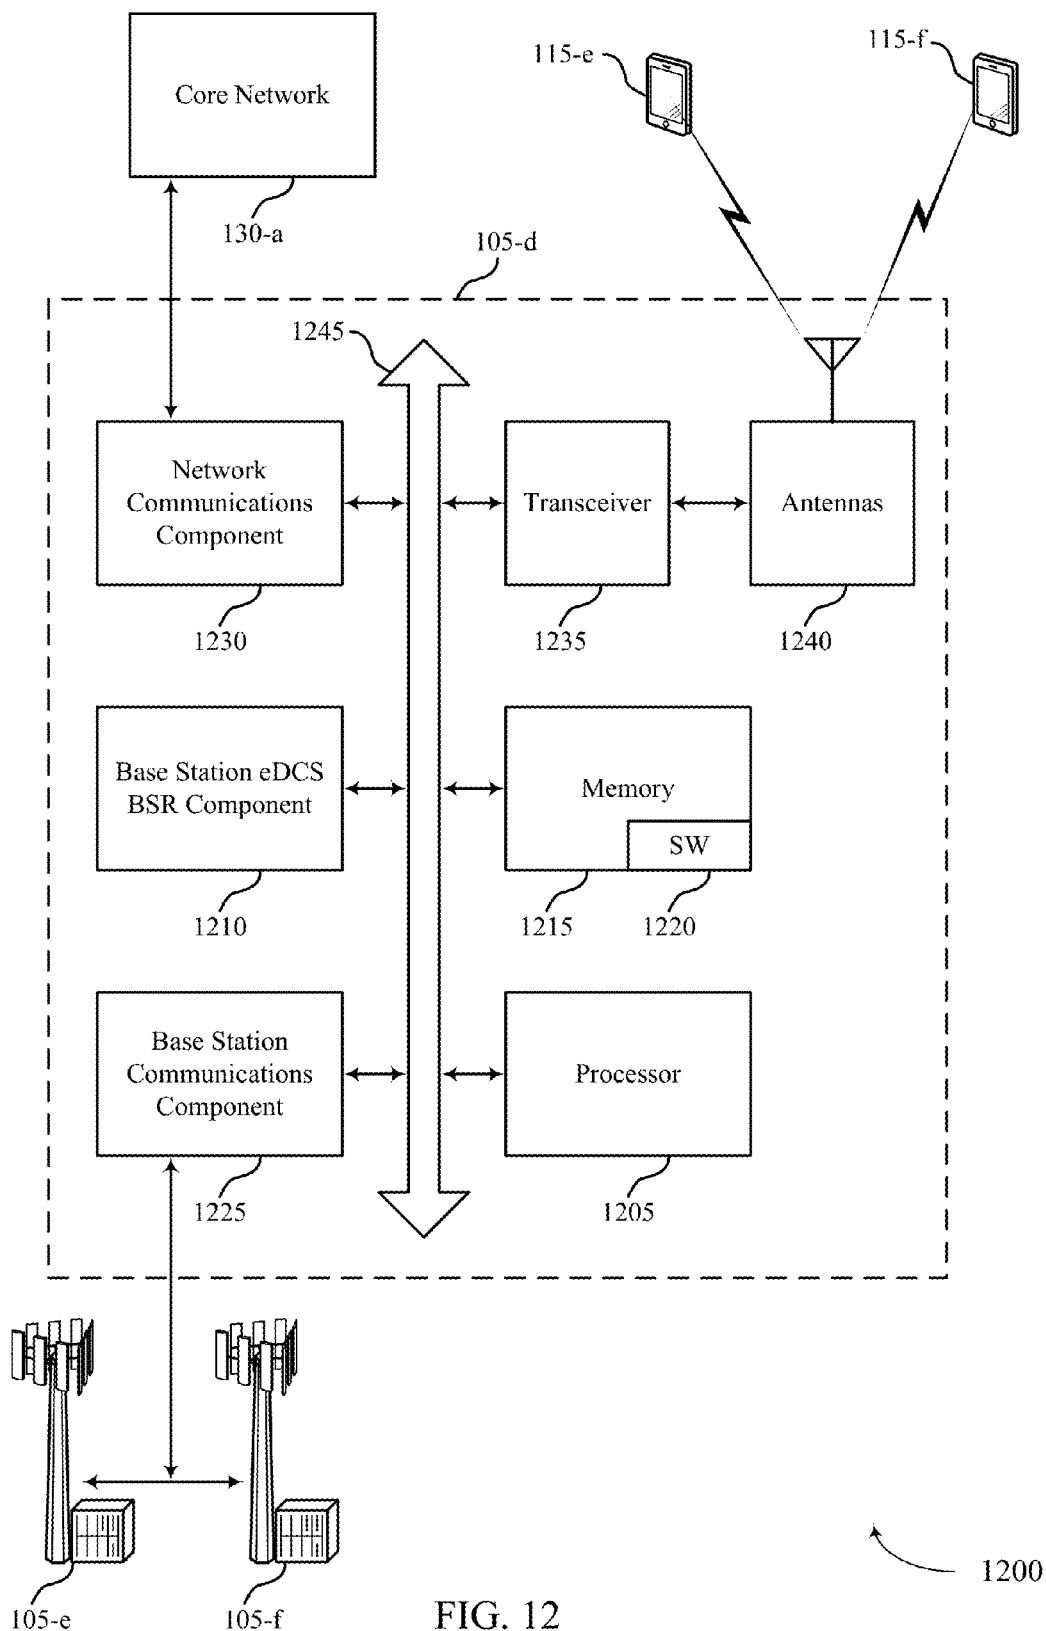 115-e
115-f
Core Network
130-a
105-d
1245
Network
Communications
Component
Transceiver
Antennas
1230
1235
1240
Base Station eDCS
BSR Component
Memory
SW
1210
1215
1220
Base Station
Communications
Component
Processor
1225
1205
105-e
105-f
1200
FIG. 12